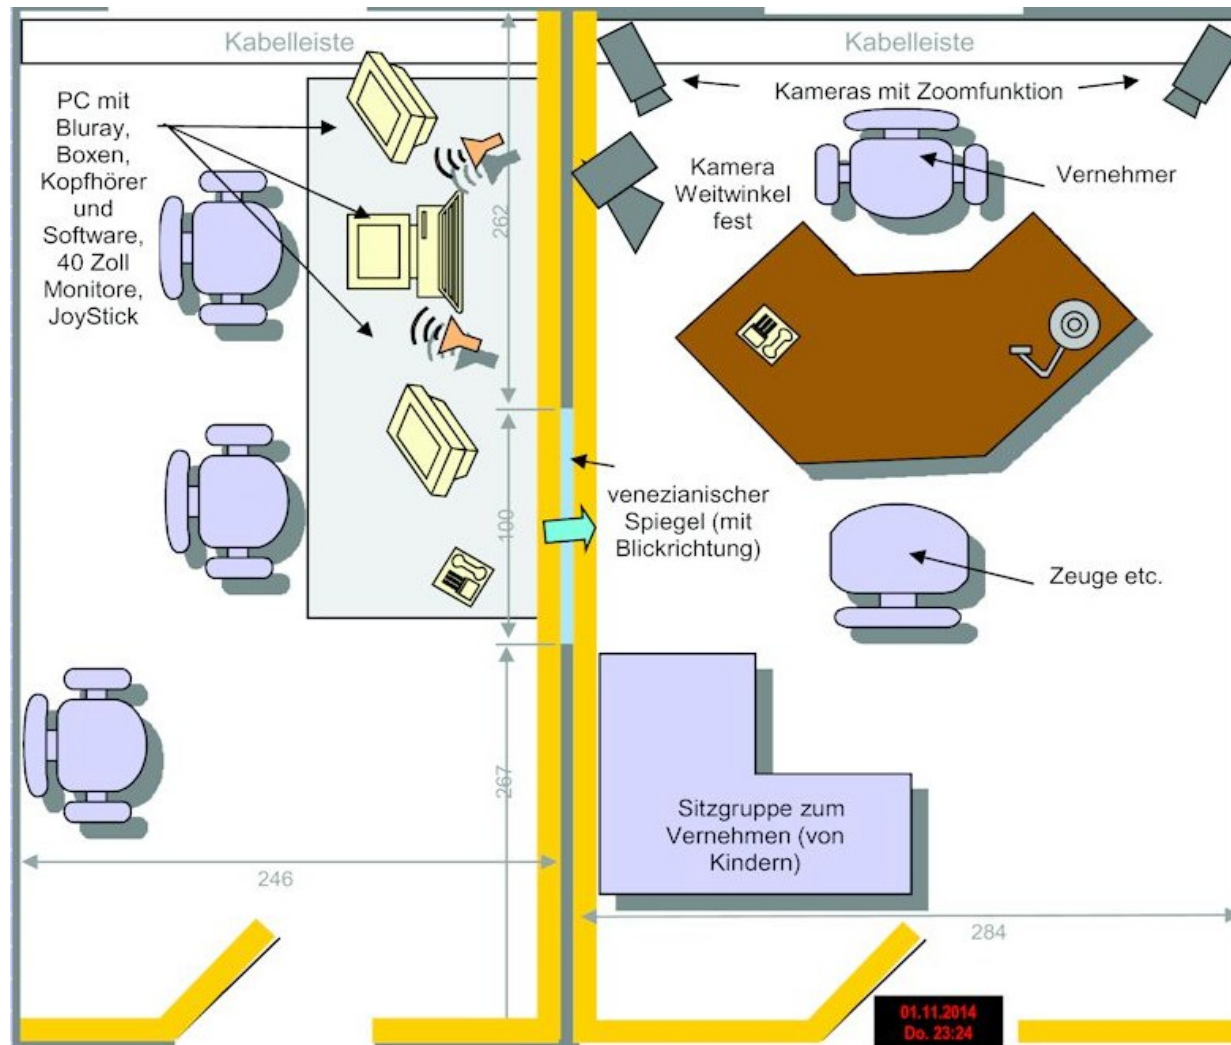 Kabelleiste
Kabelleiste
PC mit
Bluray,
Boxen,
Kopfhörer
und
Software,
40 Zoll
Monitore,
JoyStick
262
100
267
246
Kameras mit Zoomfunktion
Kamera
Weitwinkel
fest
Vernehmer
venezianischer
Spiegel (mit
Blickrichtung)
Zeuge etc.
Sitzgruppe zum
Vernehmen (von
Kindern)
284
01.11.2014
Do. 23:24